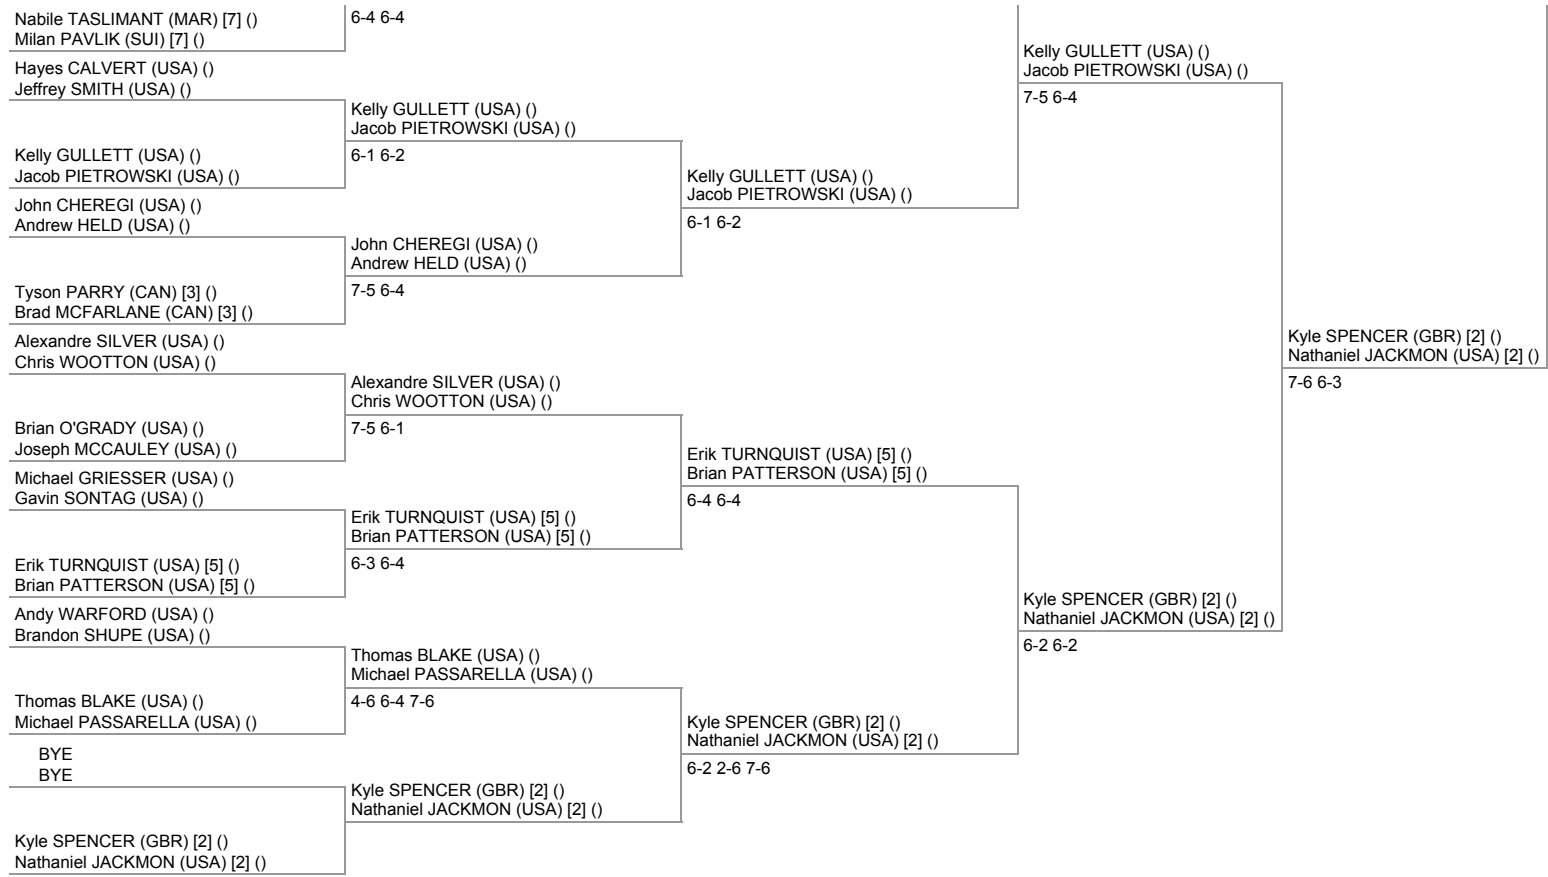 Nabile TASLIMANT (MAR) [7] ()
Milan PAVLIK (SUI) [7] ()
6-4 6-4
Hayes CALVERT (USA) ()
Jeffrey SMITH (USA) ()
Kelly GULLETT (USA) ()
Jacob PIETROWSKI (USA) ()
6-1 6-2
Kelly GULLETT (USA) ()
Jacob PIETROWSKI (USA) ()
John CHEREGI (USA) ()
Andrew HELD (USA) ()
John CHEREGI (USA) ()
Andrew HELD (USA) ()
7-5 6-4
Tyson PARRY (CAN) [3] ()
Brad MCFARLANE (CAN) [3] ()
Alexandre SILVER (USA) ()
Chris WOOTTON (USA) ()
Alexandre SILVER (USA) ()
Chris WOOTTON (USA) ()
7-5 6-1
Brian O'GRADY (USA) ()
Joseph MCCAULEY (USA) ()
Michael GRIESSER (USA) ()
Gavin SONTAG (USA) ()
Erik TURNQUIST (USA) [5] ()
Brian PATTERSON (USA) [5] ()
6-3 6-4
Erik TURNQUIST (USA) [5] ()
Brian PATTERSON (USA) [5] ()
Andy WARFORD (USA) ()
Brandon SHUPE (USA) ()
Thomas BLAKE (USA) ()
Michael PASSARELLA (USA) ()
4-6 6-4 7-6
Thomas BLAKE (USA) ()
Michael PASSARELLA (USA) ()
BYE
BYE
Kyle SPENCER (GBR) [2] ()
Nathaniel JACKMON (USA) [2] ()
Kyle SPENCER (GBR) [2] ()
Nathaniel JACKMON (USA) [2] ()
Kelly GULLETT (USA) ()
Jacob PIETROWSKI (USA) ()
6-1 6-2
Erik TURNQUIST (USA) [5] ()
Brian PATTERSON (USA) [5] ()
6-4 6-4
Kyle SPENCER (GBR) [2] ()
Nathaniel JACKMON (USA) [2] ()
6-2 2-6 7-6
Kelly GULLETT (USA) ()
Jacob PIETROWSKI (USA) ()
7-5 6-4
Kyle SPENCER (GBR) [2] ()
Nathaniel JACKMON (USA) [2] ()
6-2 6-2
Kyle SPENCER (GBR) [2] ()
Nathaniel JACKMON (USA) [2] ()
7-6 6-3